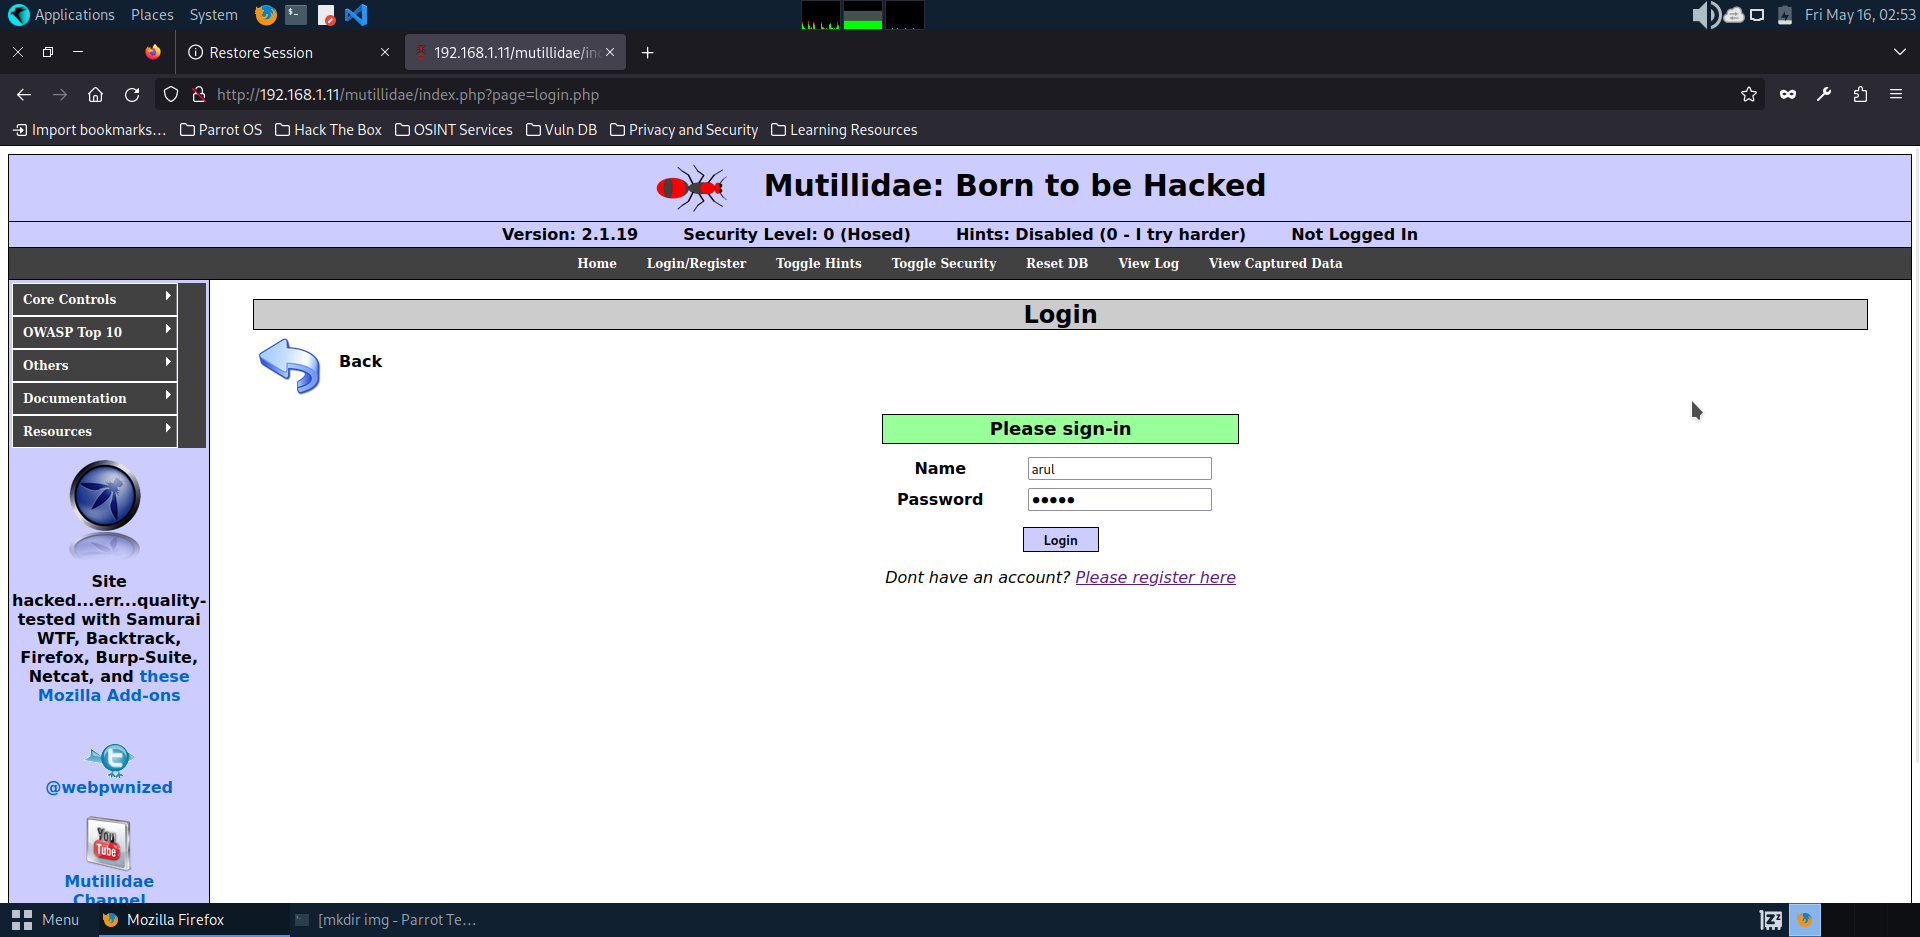 Applications Places System Fri May 16, 02:53
Restore Session 192.168.1.11/mutillidae/in
http://192.168.1.11/mutillidae/index.php?page=login.php
Import bookmarks... Parrot OS Hack The Box OSINT Services Vuln DB Privacy and Security Learning Resources
Mutillidae: Born to be Hacked
Version: 2.1.19 Security Level: 0 (Hosed) Hints: Disabled (0 - I try harder) Not Logged In
Home Login/Register Toggle Hints Toggle Security Reset DB View Log View Captured Data
Core Controls
OWASP Top 10
Others
Documentation
Resources
Site
hacked...err...quality-
tested with Samurai
WTF, Backtrack,
Firefox, Burp-Suite,
Netcat, and these
Mozilla Add-ons
@webpwnized
You
Tube
Mutillidae
Channel
Login
Back
Please sign-in
Name arul
Password •••••
Login
Dont have an account? Please register here
Menu Mozilla Firefox [mkdir img - Parrot Te...